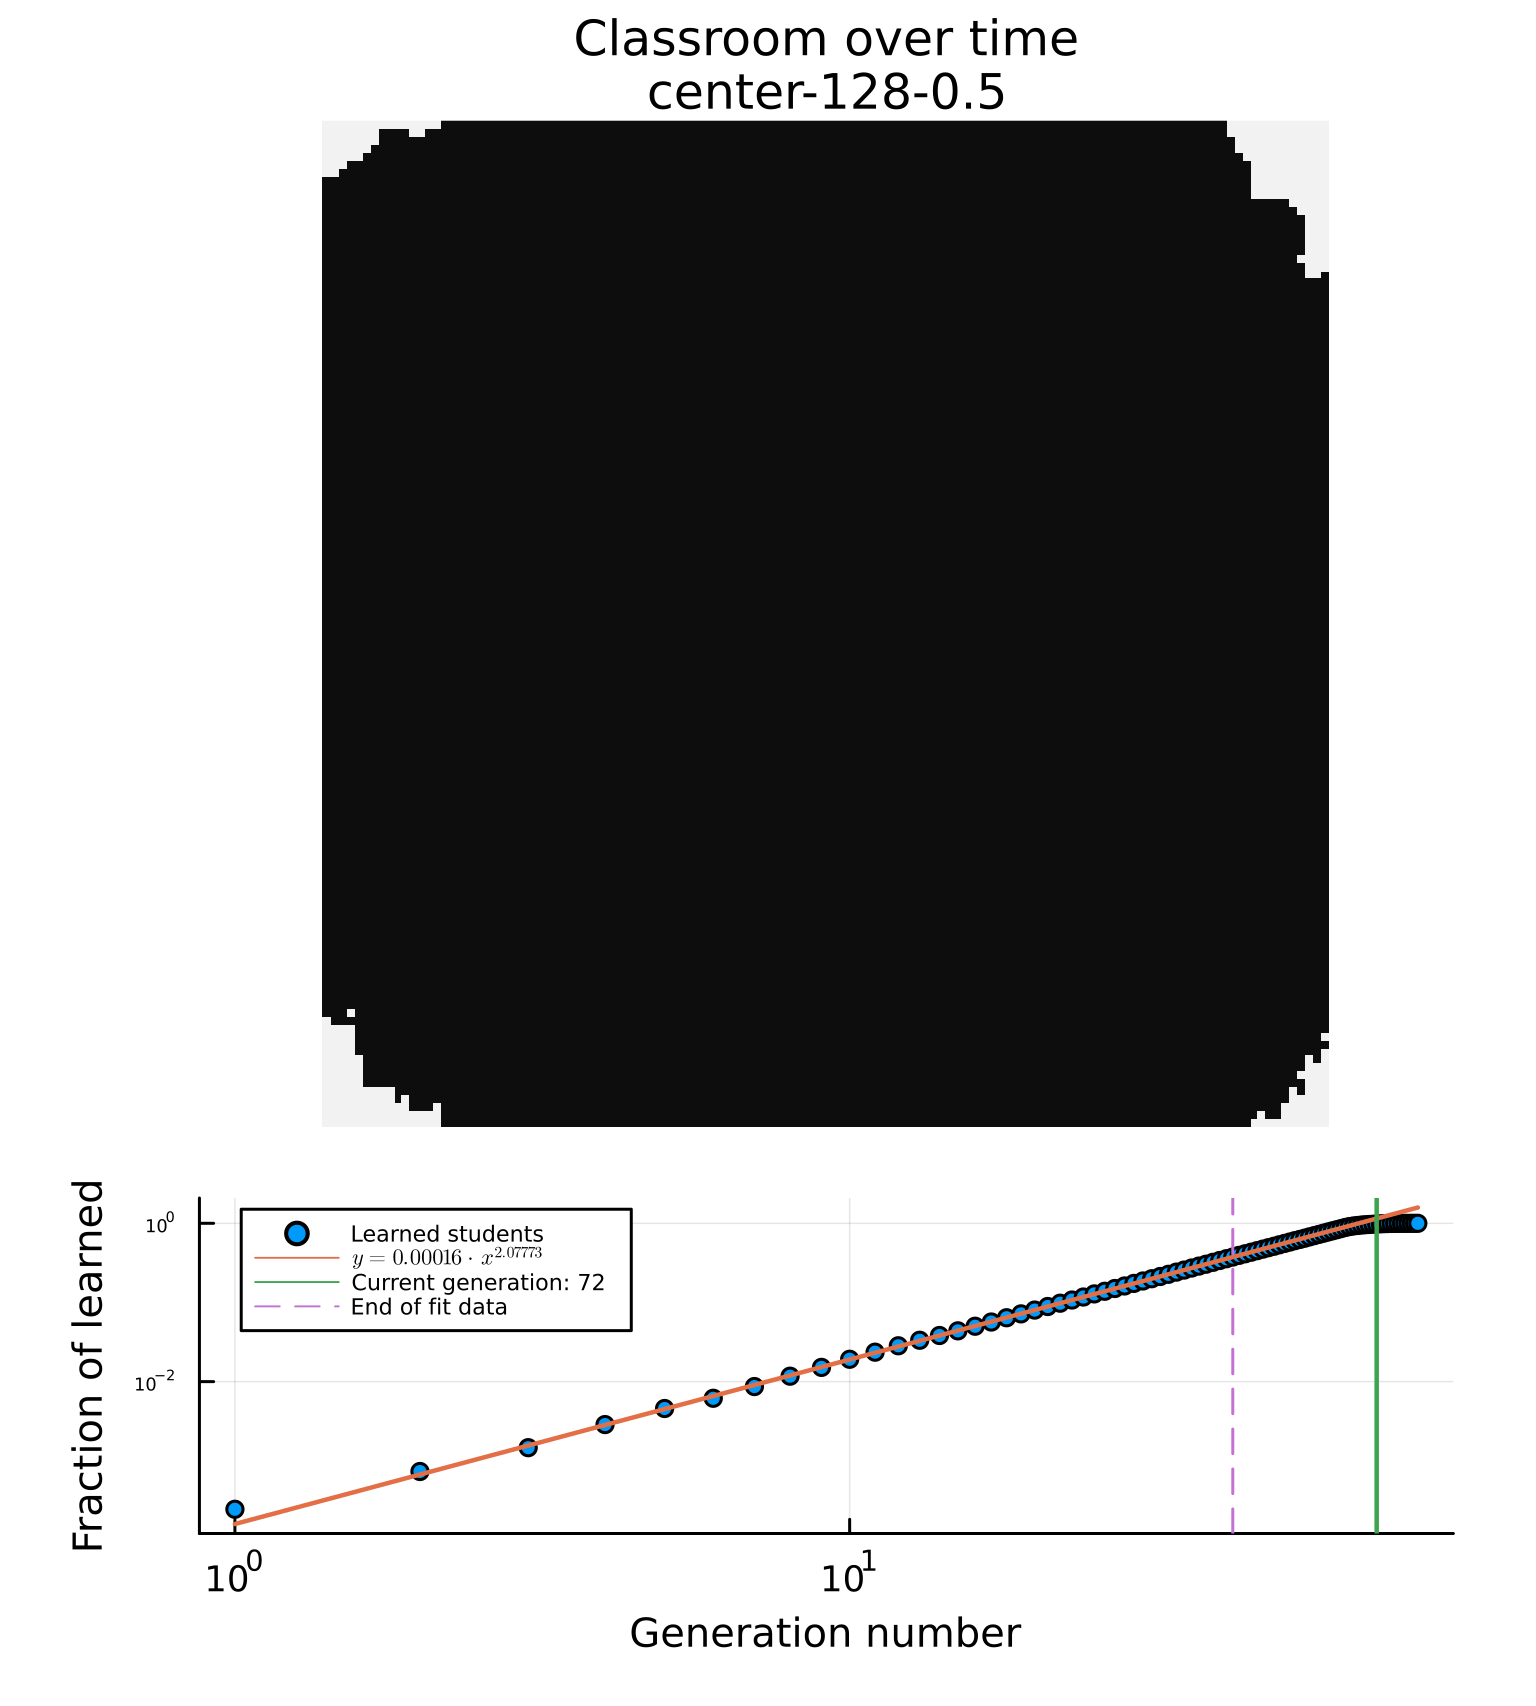 Classroom over time
center-128-0.5
Fraction of learned
10^0
10^-2
Learned students
y = 0.00016 · x^2.07773
Current generation: 72
End of fit data
10^0
10^1
Generation number